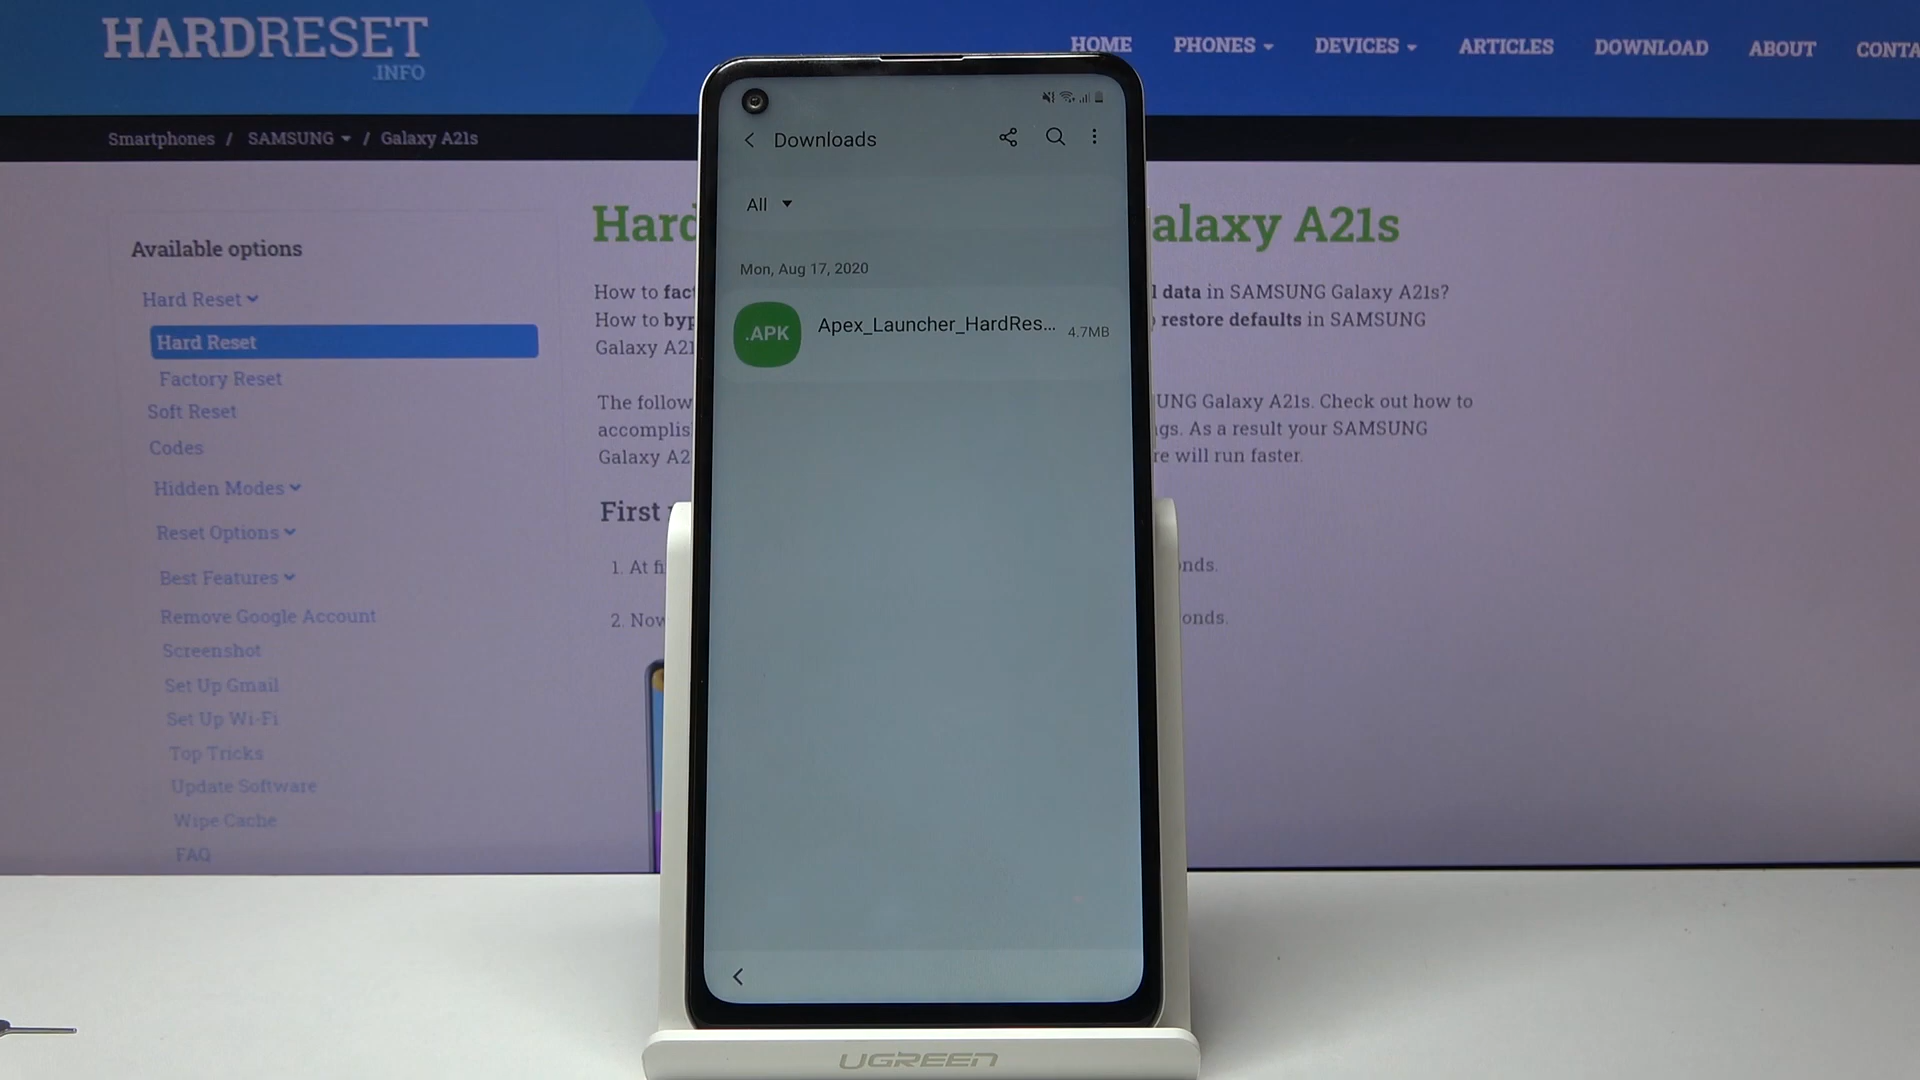 HARDRESET
.INFO
HOME PHONES DEVICES ARTICLES DOWNLOAD ABOUT CONTA
Smartphones / SAMSUNG / Galaxy A21s
Available options
Hard Reset
Hard Reset
Factory Reset
Soft Reset
Codes
Hidden Modes
Reset Options
Best Features
Remove Google Account
Screenshot
Set Up Gmail
Set Up Wi-Fi
Top Tricks
Update Software
Wipe Cache
FAQ
Hard alaxy A21s
How to fact l data in SAMSUNG Galaxy A21s?
How to byp restore defaults in SAMSUNG
Galaxy A21
The follow UNG Galaxy A21s. Check out how to
accomplis ngs. As a result your SAMSUNG
Galaxy A2 re will run faster.
First
1. At fi onds.
2. Now onds.
Downloads
All
Mon, Aug 17, 2020
.APK
Apex_Launcher_HardRes... 4.7MB
UGREEN